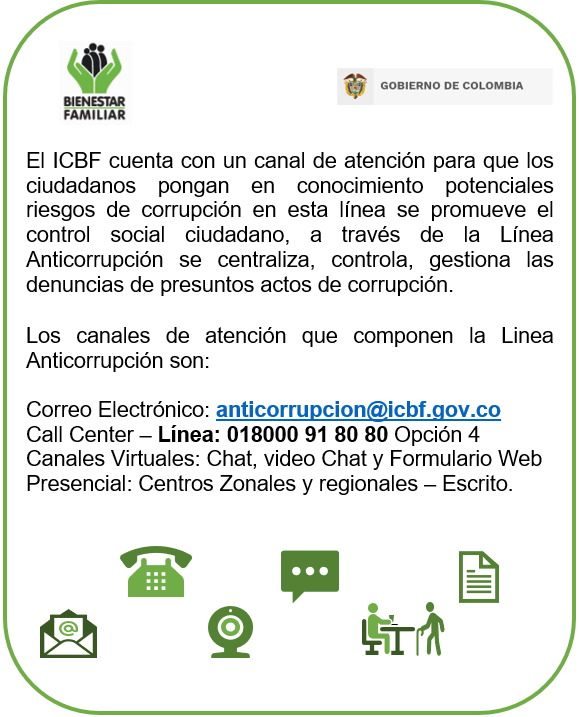 BIENESTAR
FAMILIAR
GOBIERNO DE COLOMBIA
El ICBF cuenta con un canal de atención para que los
ciudadanos pongan en conocimiento potenciales
riesgos de corrupción en esta línea se promueve el
control social ciudadano, a través de la Línea
Anticorrupción se centraliza, controla, gestiona las
denuncias de presuntos actos de corrupción.
Los canales de atención que componen la Linea
Anticorrupción son:
Correo Electrónico: anticorrupcion@icbf.gov.co
Call Center – Línea: 018000 91 80 80 Opción 4
Canales Virtuales: Chat, video Chat y Formulario Web
Presencial: Centros Zonales y regionales – Escrito.
@